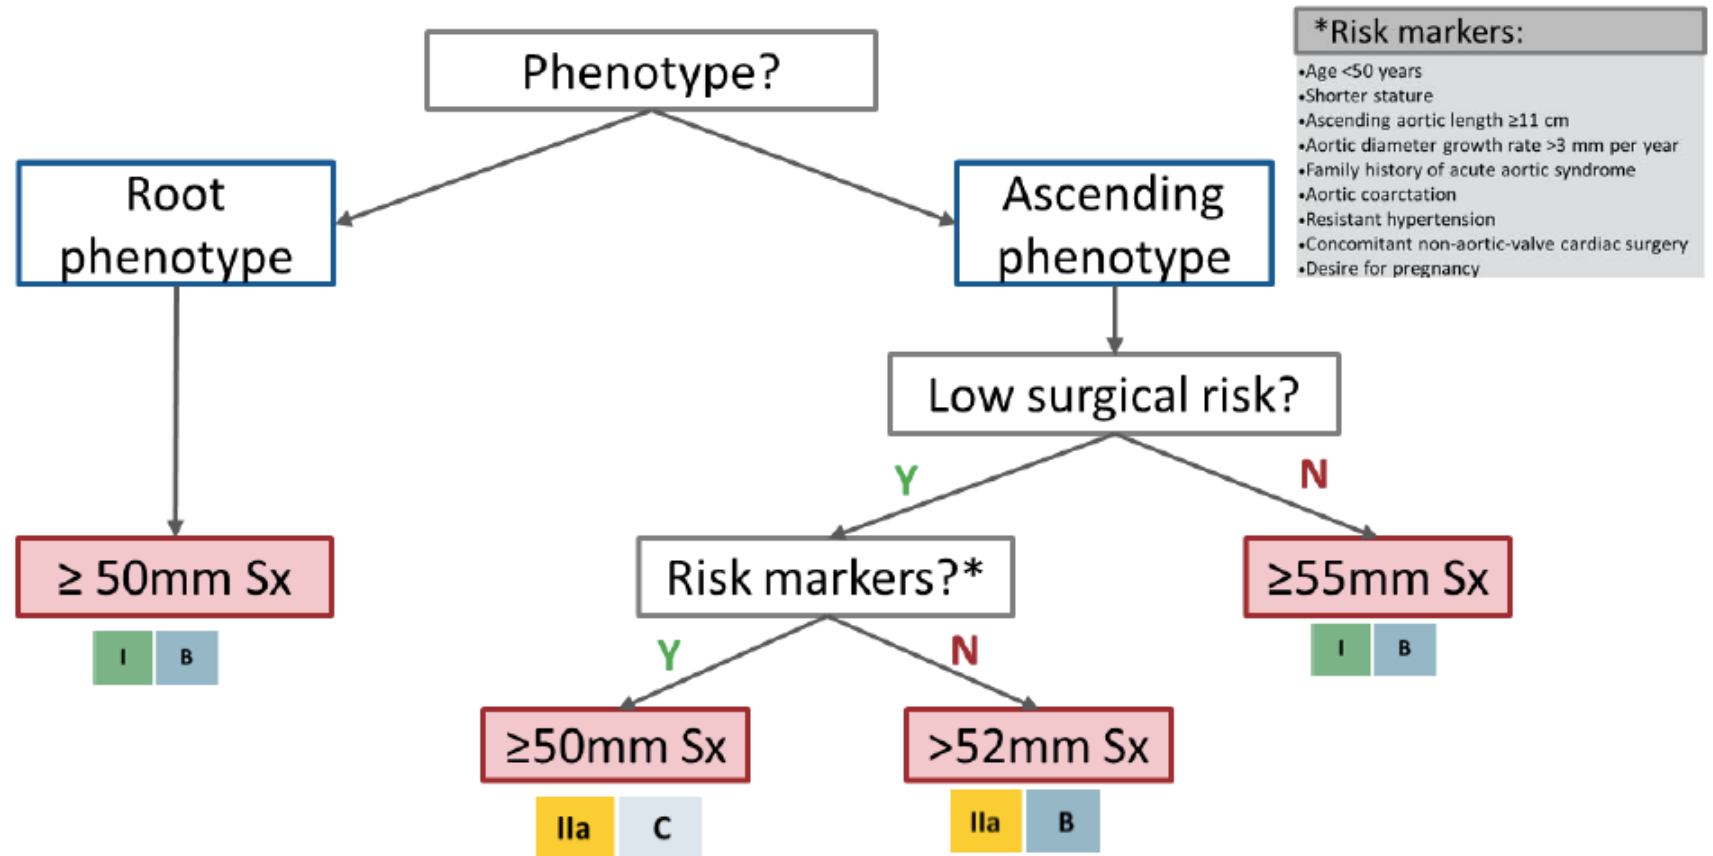 Phenotype?
*Risk markers:
•Age <50 years
•Shorter stature
•Ascending aortic length ≥11 cm
•Aortic diameter growth rate >3 mm per year
•Family history of acute aortic syndrome
•Aortic coarctation
•Resistant hypertension
•Concomitant non-aortic-valve cardiac surgery
•Desire for pregnancy
Root
phenotype
Ascending
phenotype
Low surgical risk?
Y
N
≥ 50mm Sx
I B
Risk markers?*
≥55mm Sx
I B
Y
N
≥50mm Sx
IIa C
>52mm Sx
IIa B